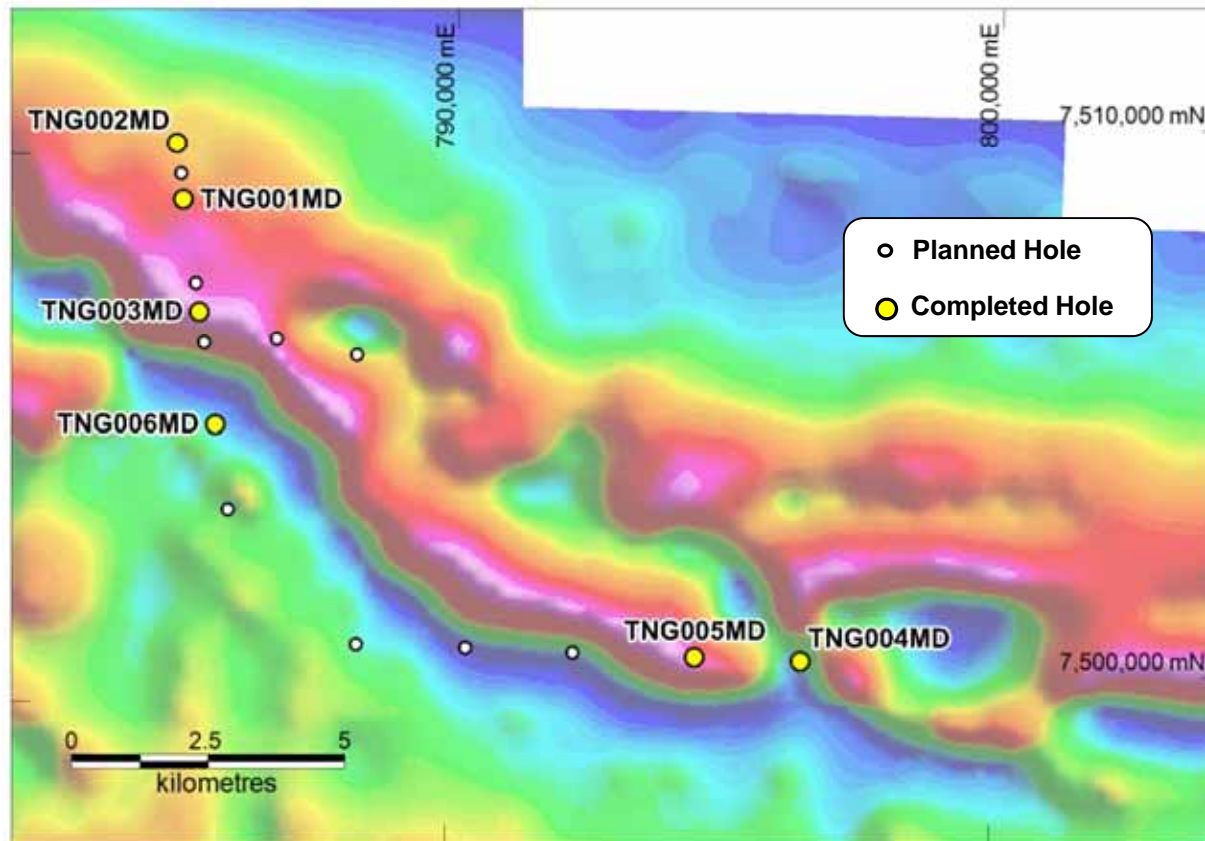 790,000 mE
800,000 mE
7,510,000 mN
TNG002MD
TNG001MD
Planned Hole
Completed Hole
TNG003MD
TNG006MD
TNG005MD
TNG004MD
7,500,000 mN
0 2.5 5
kilometres